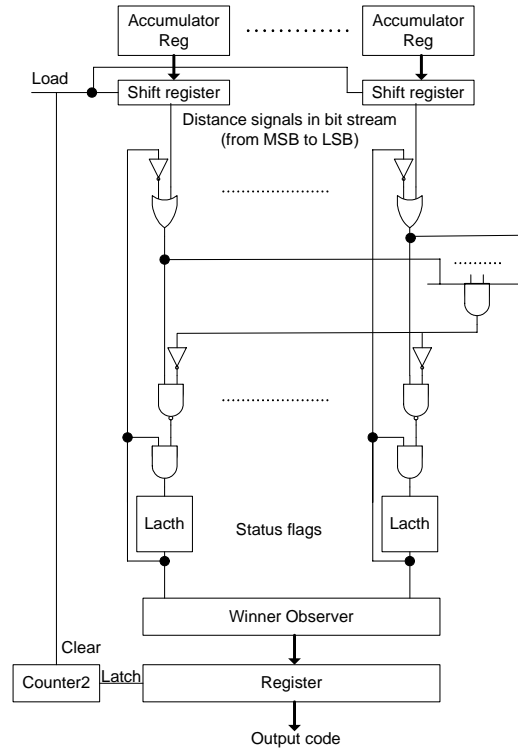 Accumulator
Reg
Accumulator
Reg
Load
Shift register
Shift register
Distance signals in bit stream
(from MSB to LSB)
Lacth
Status flags
Lacth
Winner Observer
Clear
Counter2
Latch
Register
Output code